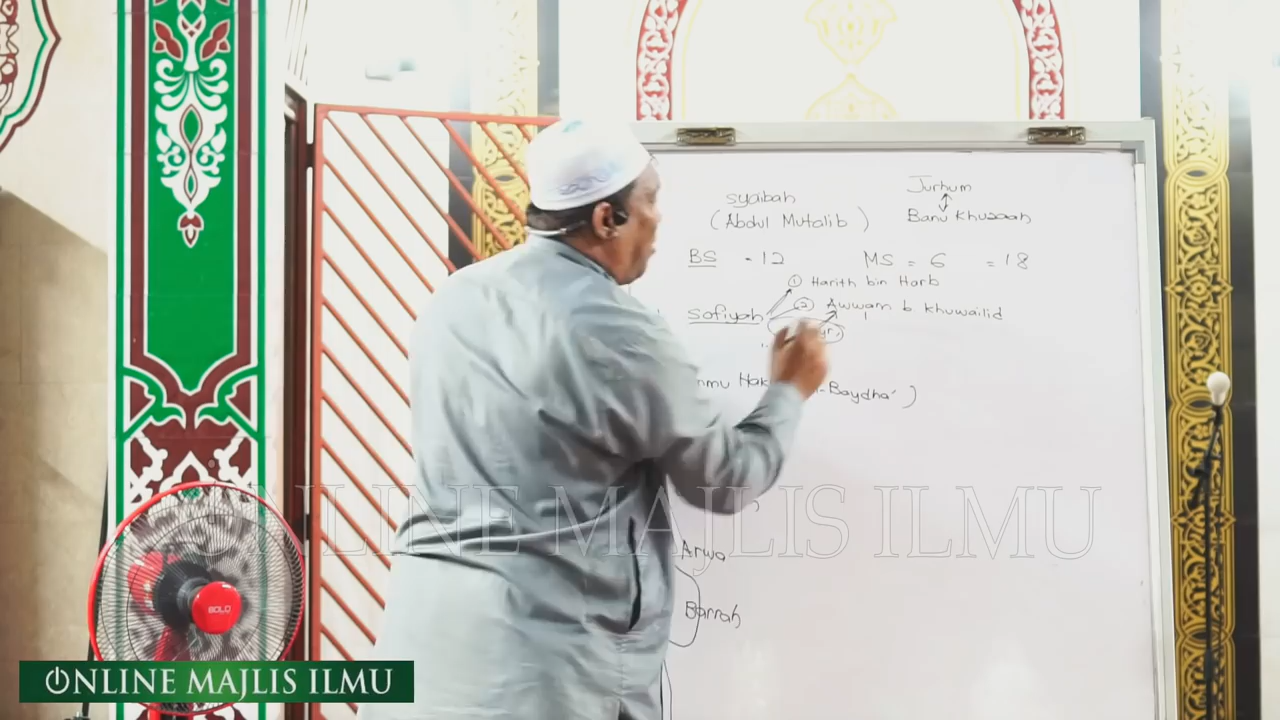 Jurhum
syaibah
(Abdul Mutalib)
Banu Khuzaah
BS = 12
MS = 6 = 18
① Harith bin Harb
Sofiyah
② Awwam b. Khuwailid
-Baydha')
ONLINE MAJLIS ILMU
Arwa
Barrah
BOLD
ONLINE MAJLIS ILMU